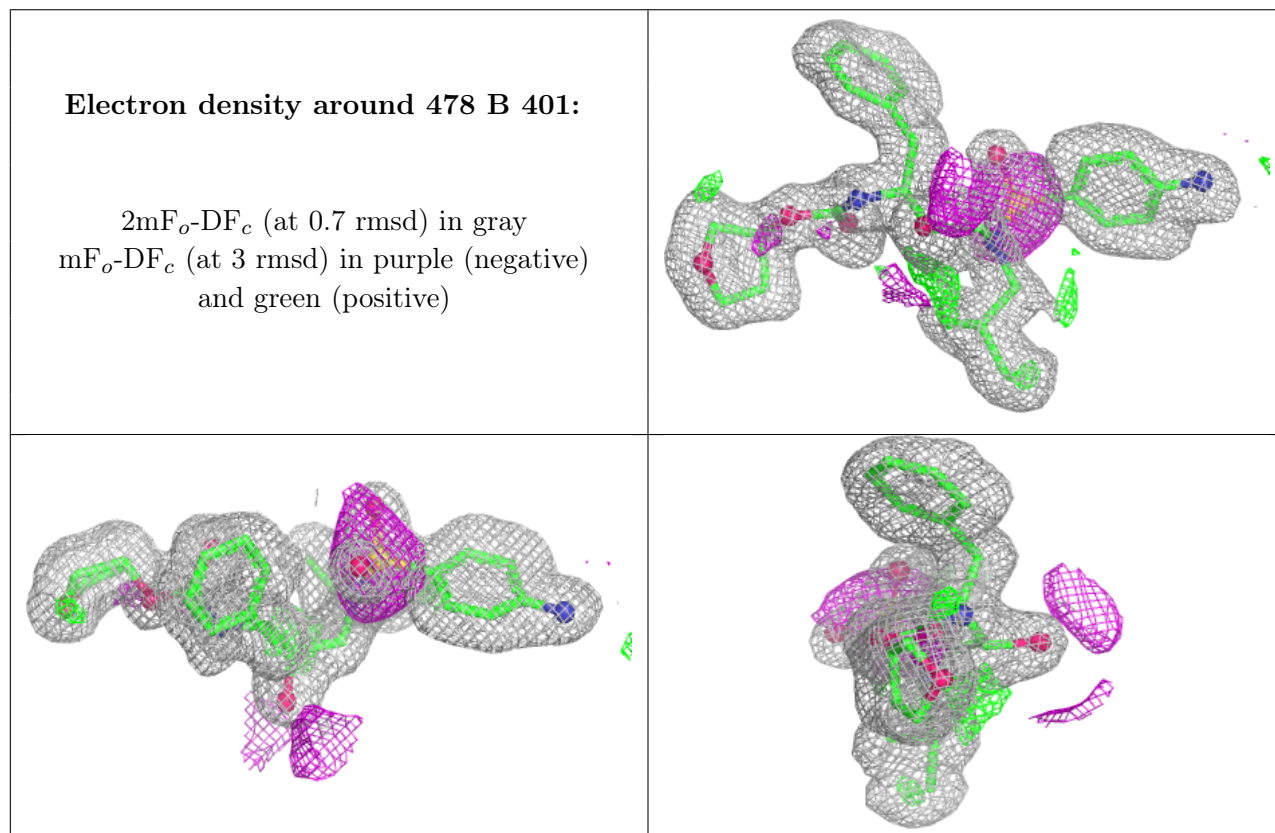 Electron density around 478 B 401:
2mFo-DFc (at 0.7 rmsd) in gray
mFo-DFc (at 3 rmsd) in purple (negative)
and green (positive)